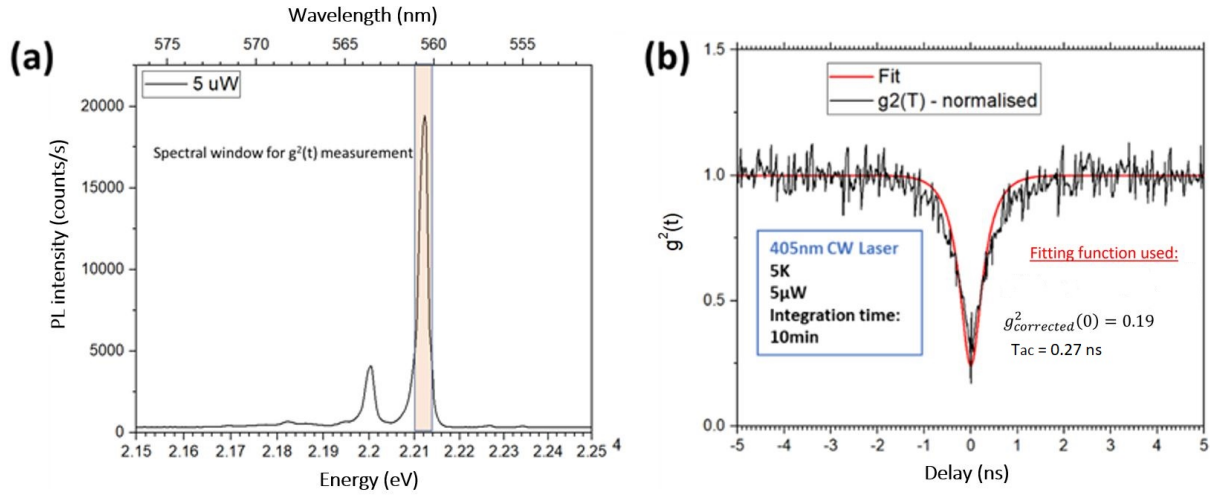 Wavelength (nm)
(a)
575 570 565 560 555
5 uW
Spectral window for g²(t) measurement
PL intensity (counts/s)
20000
15000
10000
5000
0
2.15 2.16 2.17 2.18 2.19 2.2 2.21 2.22 2.23 2.24 2.25 4
Energy (eV)
(b)
1.5
1.0
0.5
0.0
g²(t)
Fit
g2(T) - normalised
405nm CW Laser
5K
5µW
Integration time:
10min
Fitting function used:
g²corrected(0) = 0.19
Tac = 0.27 ns
-5 -4 -3 -2 -1 0 1 2 3 4 5
Delay (ns)